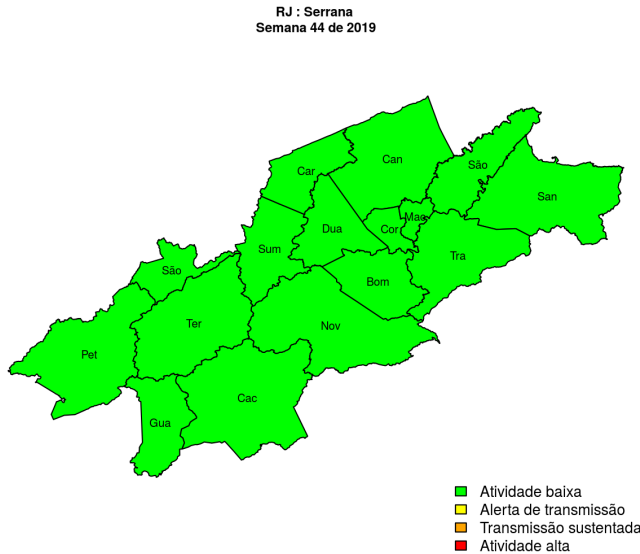 RJ : Serrana
Semana 44 de 2019
Can
São
Car
San
Mac
Dua
Cor
Sum
Tra
São
Bom
Ter
Nov
Pet
Cac
Gua
Atividade baixa
Alerta de transmissão
Transmissão sustentada
Atividade alta